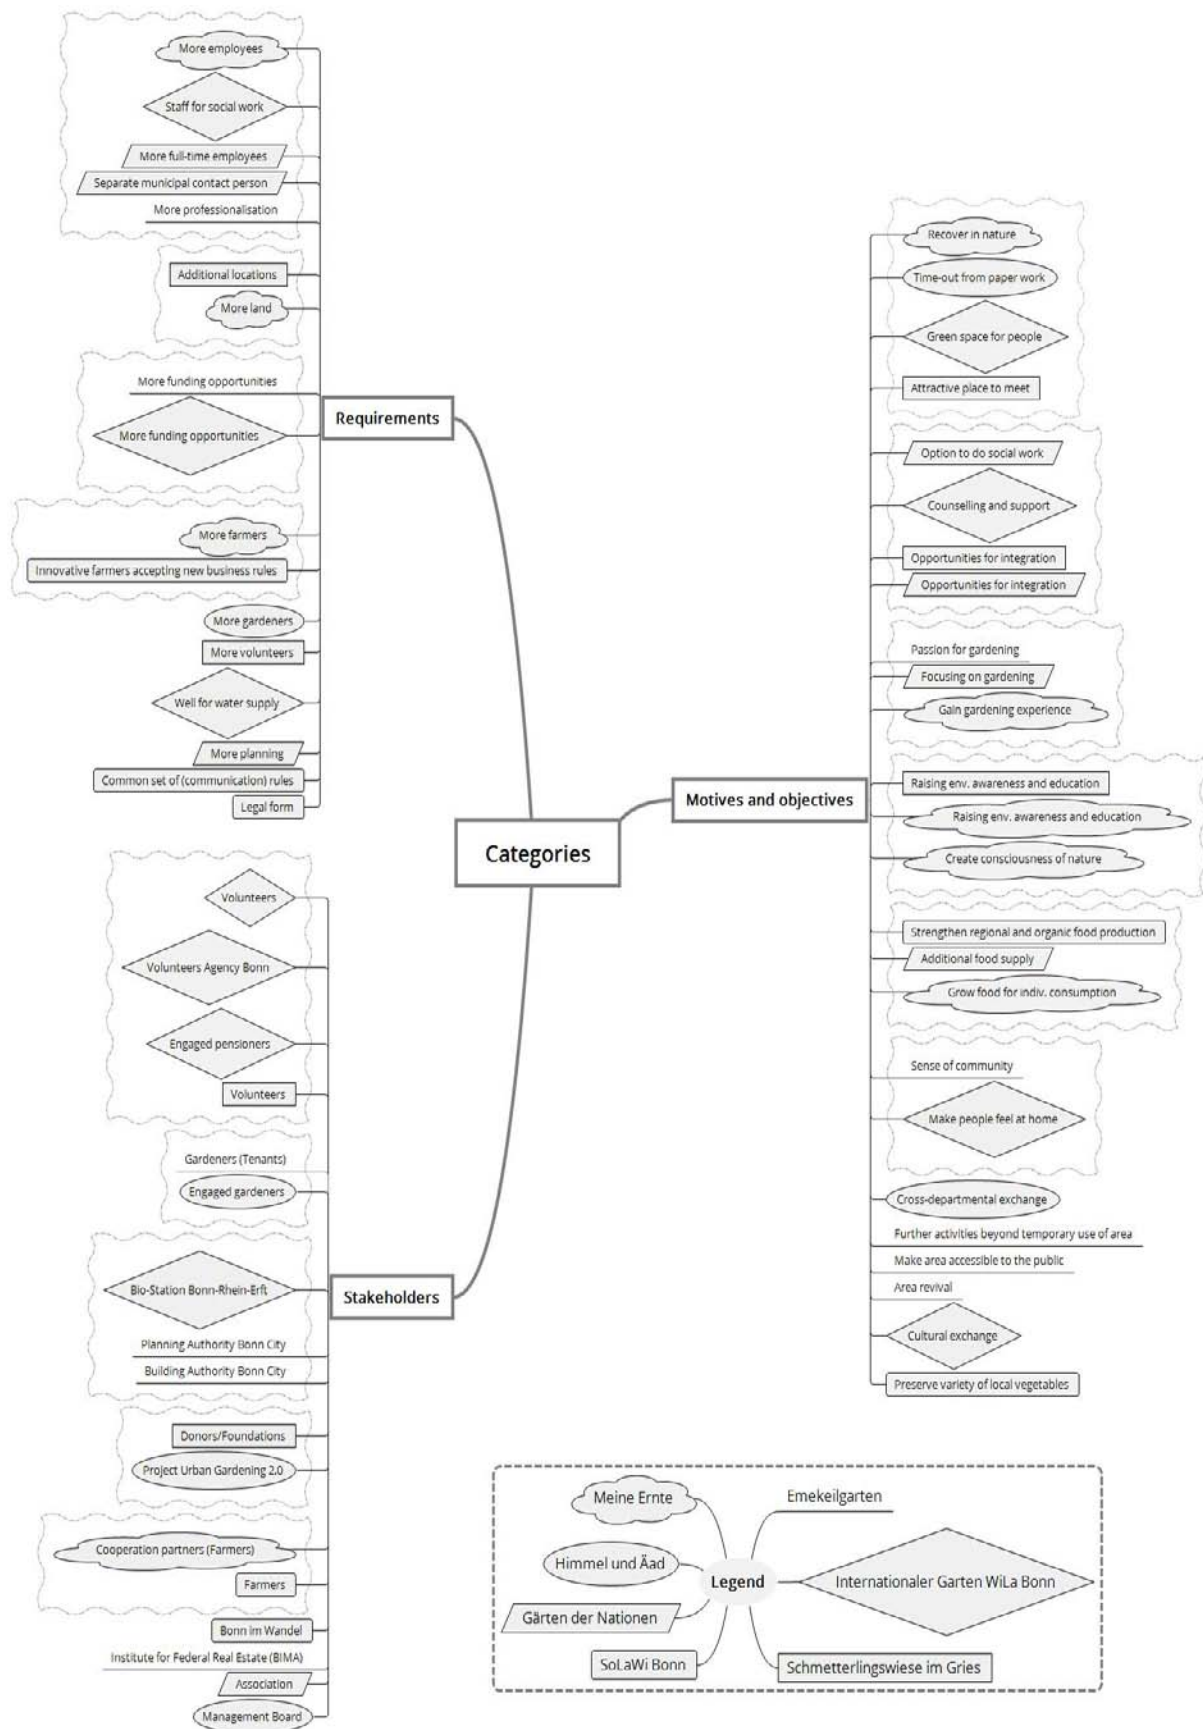 More employees
Staff for social work
More full-time employees
Separate municipal contact person
More professionalisation
Additional locations
More land
More funding opportunities
More funding opportunities
More farmers
Innovative farmers accepting new business rules
More gardeners
More volunteers
Well for water supply
More planning
Common set of (communication) rules
Legal form
Requirements
Volunteers
Volunteers Agency Bonn
Engaged pensioners
Volunteers
Gardeners (Tenants)
Engaged gardeners
Bio-Station Bonn-Rhein-Erft
Planning Authority Bonn City
Building Authority Bonn City
Donors/Foundations
Project Urban Gardening 2.0
Cooperation partners (Farmers)
Farmers
Bonn im Wandel
Institute for Federal Real Estate (BIMA)
Association
Management Board
Stakeholders
Categories
Motives and objectives
Recover in nature
Time-out from paper work
Green space for people
Attractive place to meet
Option to do social work
Counselling and support
Opportunities for integration
Opportunities for integration
Passion for gardening
Focusing on gardening
Gain gardening experience
Raising env. awareness and education
Raising env. awareness and education
Create consciousness of nature
Strengthen regional and organic food production
Additional food supply
Grow food for indiv. consumption
Sense of community
Make people feel at home
Cross-departmental exchange
Further activities beyond temporary use of area
Make area accessible to the public
Area revival
Cultural exchange
Preserve variety of local vegetables
Meine Ernte
Himmel und Äad
Gärten der Nationen
SoLaWi Bonn
Legend
Emekeilgarten
Internationaler Garten WiLa Bonn
Schmetterlingswiese im Gries